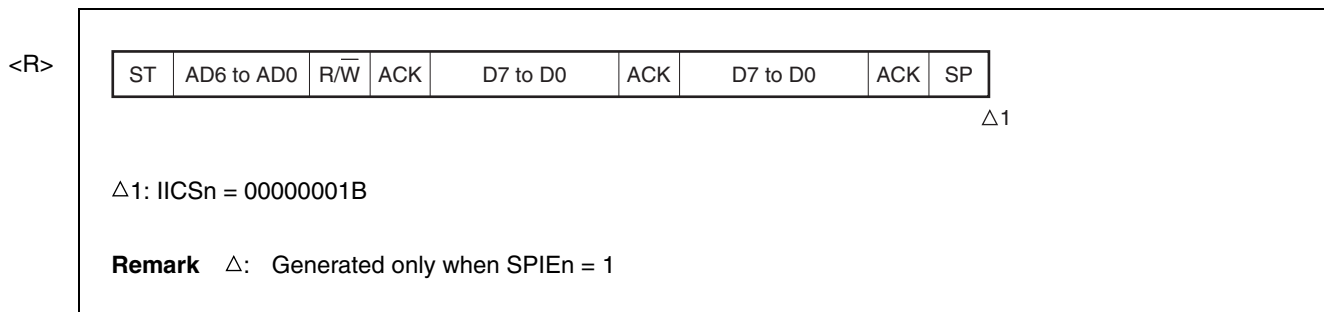 <R>
ST AD6 to AD0 R/W̅ ACK D7 to D0 ACK D7 to D0 ACK SP
△1
△1: IICSn = 00000001B
Remark △: Generated only when SPIEn = 1